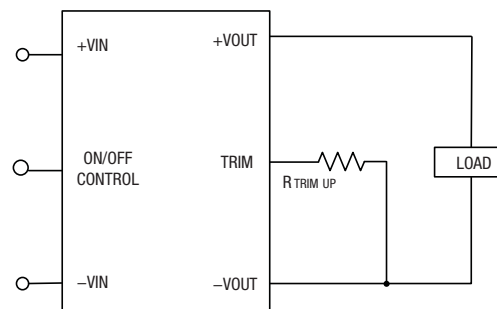 +VIN
+VOUT
ON/OFF
CONTROL
TRIM
R TRIM UP
LOAD
–VIN
–VOUT